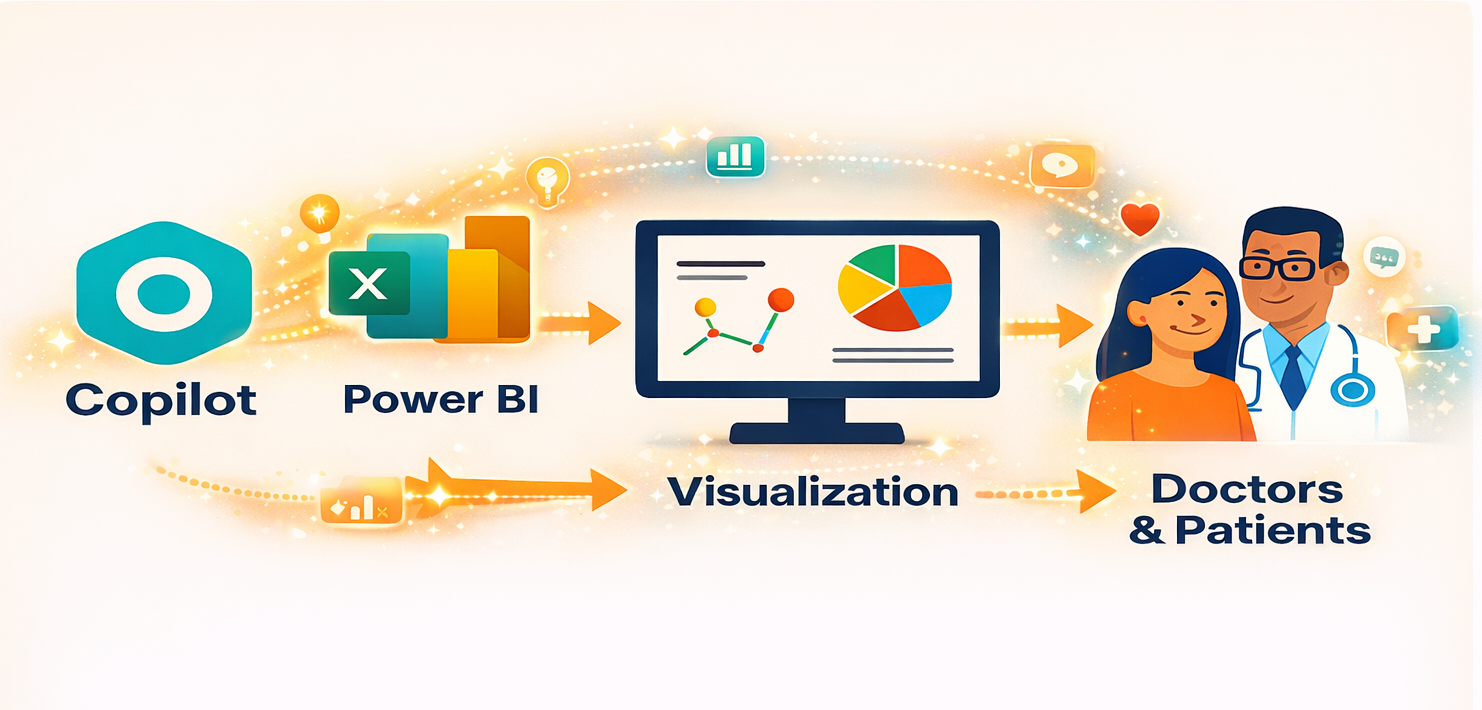 X
Copilot
Power BI
Visualization
Doctors
& Patients